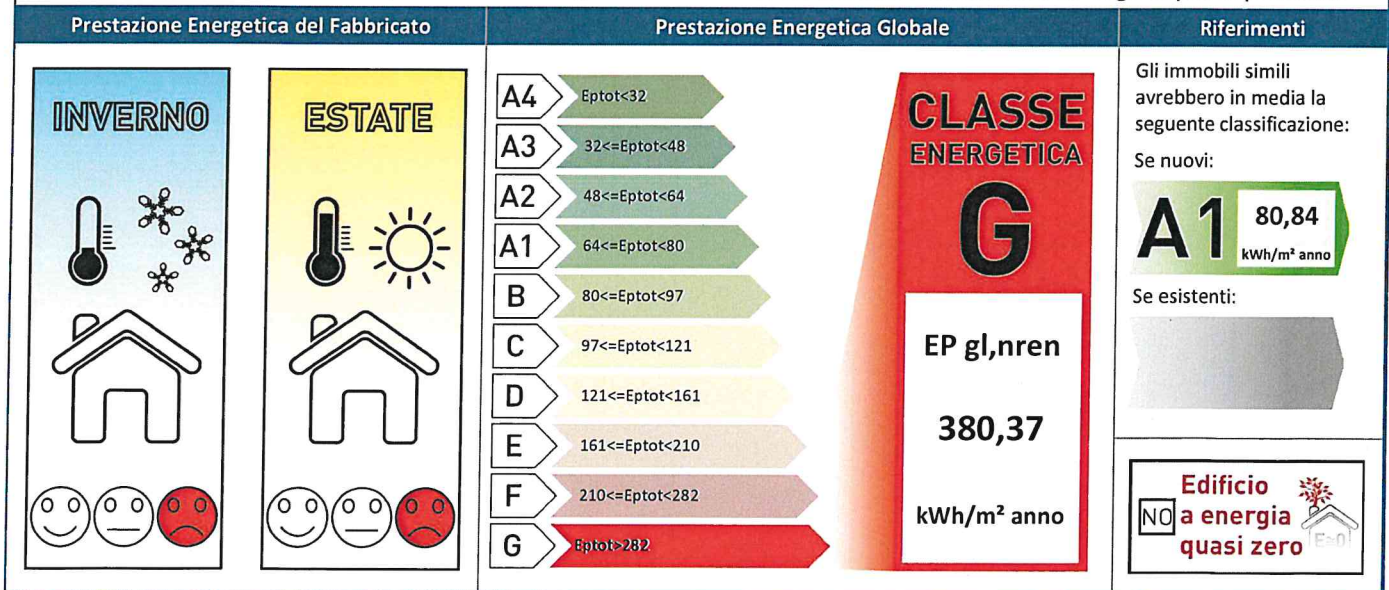 Prestazione Energetica del Fabbricato
Prestazione Energetica Globale
Riferimenti
INVERNO
ESTATE
A4
Eptot<32
A3
32<=Eptot<48
A2
48<=Eptot<64
A1
64<=Eptot<80
B
80<=Eptot<97
C
97<=Eptot<121
D
121<=Eptot<161
E
161<=Eptot<210
F
210<=Eptot<282
G
Eptot>282
CLASSE
ENERGETICA
G
EP gl,nren
380,37
kWh/m² anno
Gli immobili simili
avrebbero in media la
seguente classificazione:
Se nuovi:
A1
80,84
kWh/m² anno
Se esistenti:
NO
Edificio
a energia
quasi zero
E≃0